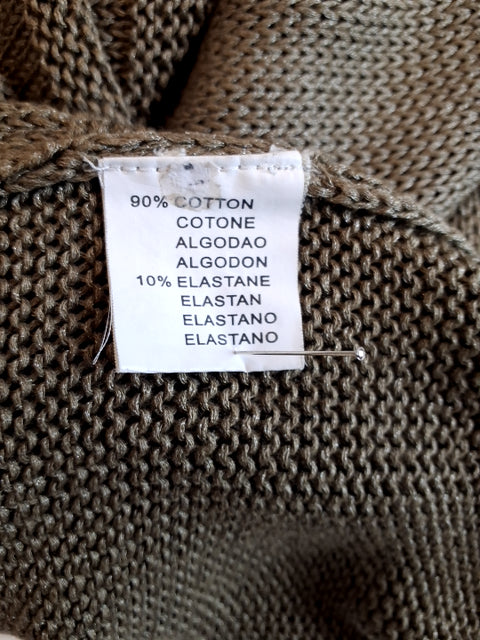 90% COTTON
COTONE
ALGODAO
ALGODON
10% ELASTANE
ELASTAN
ELASTANO
ELASTANO